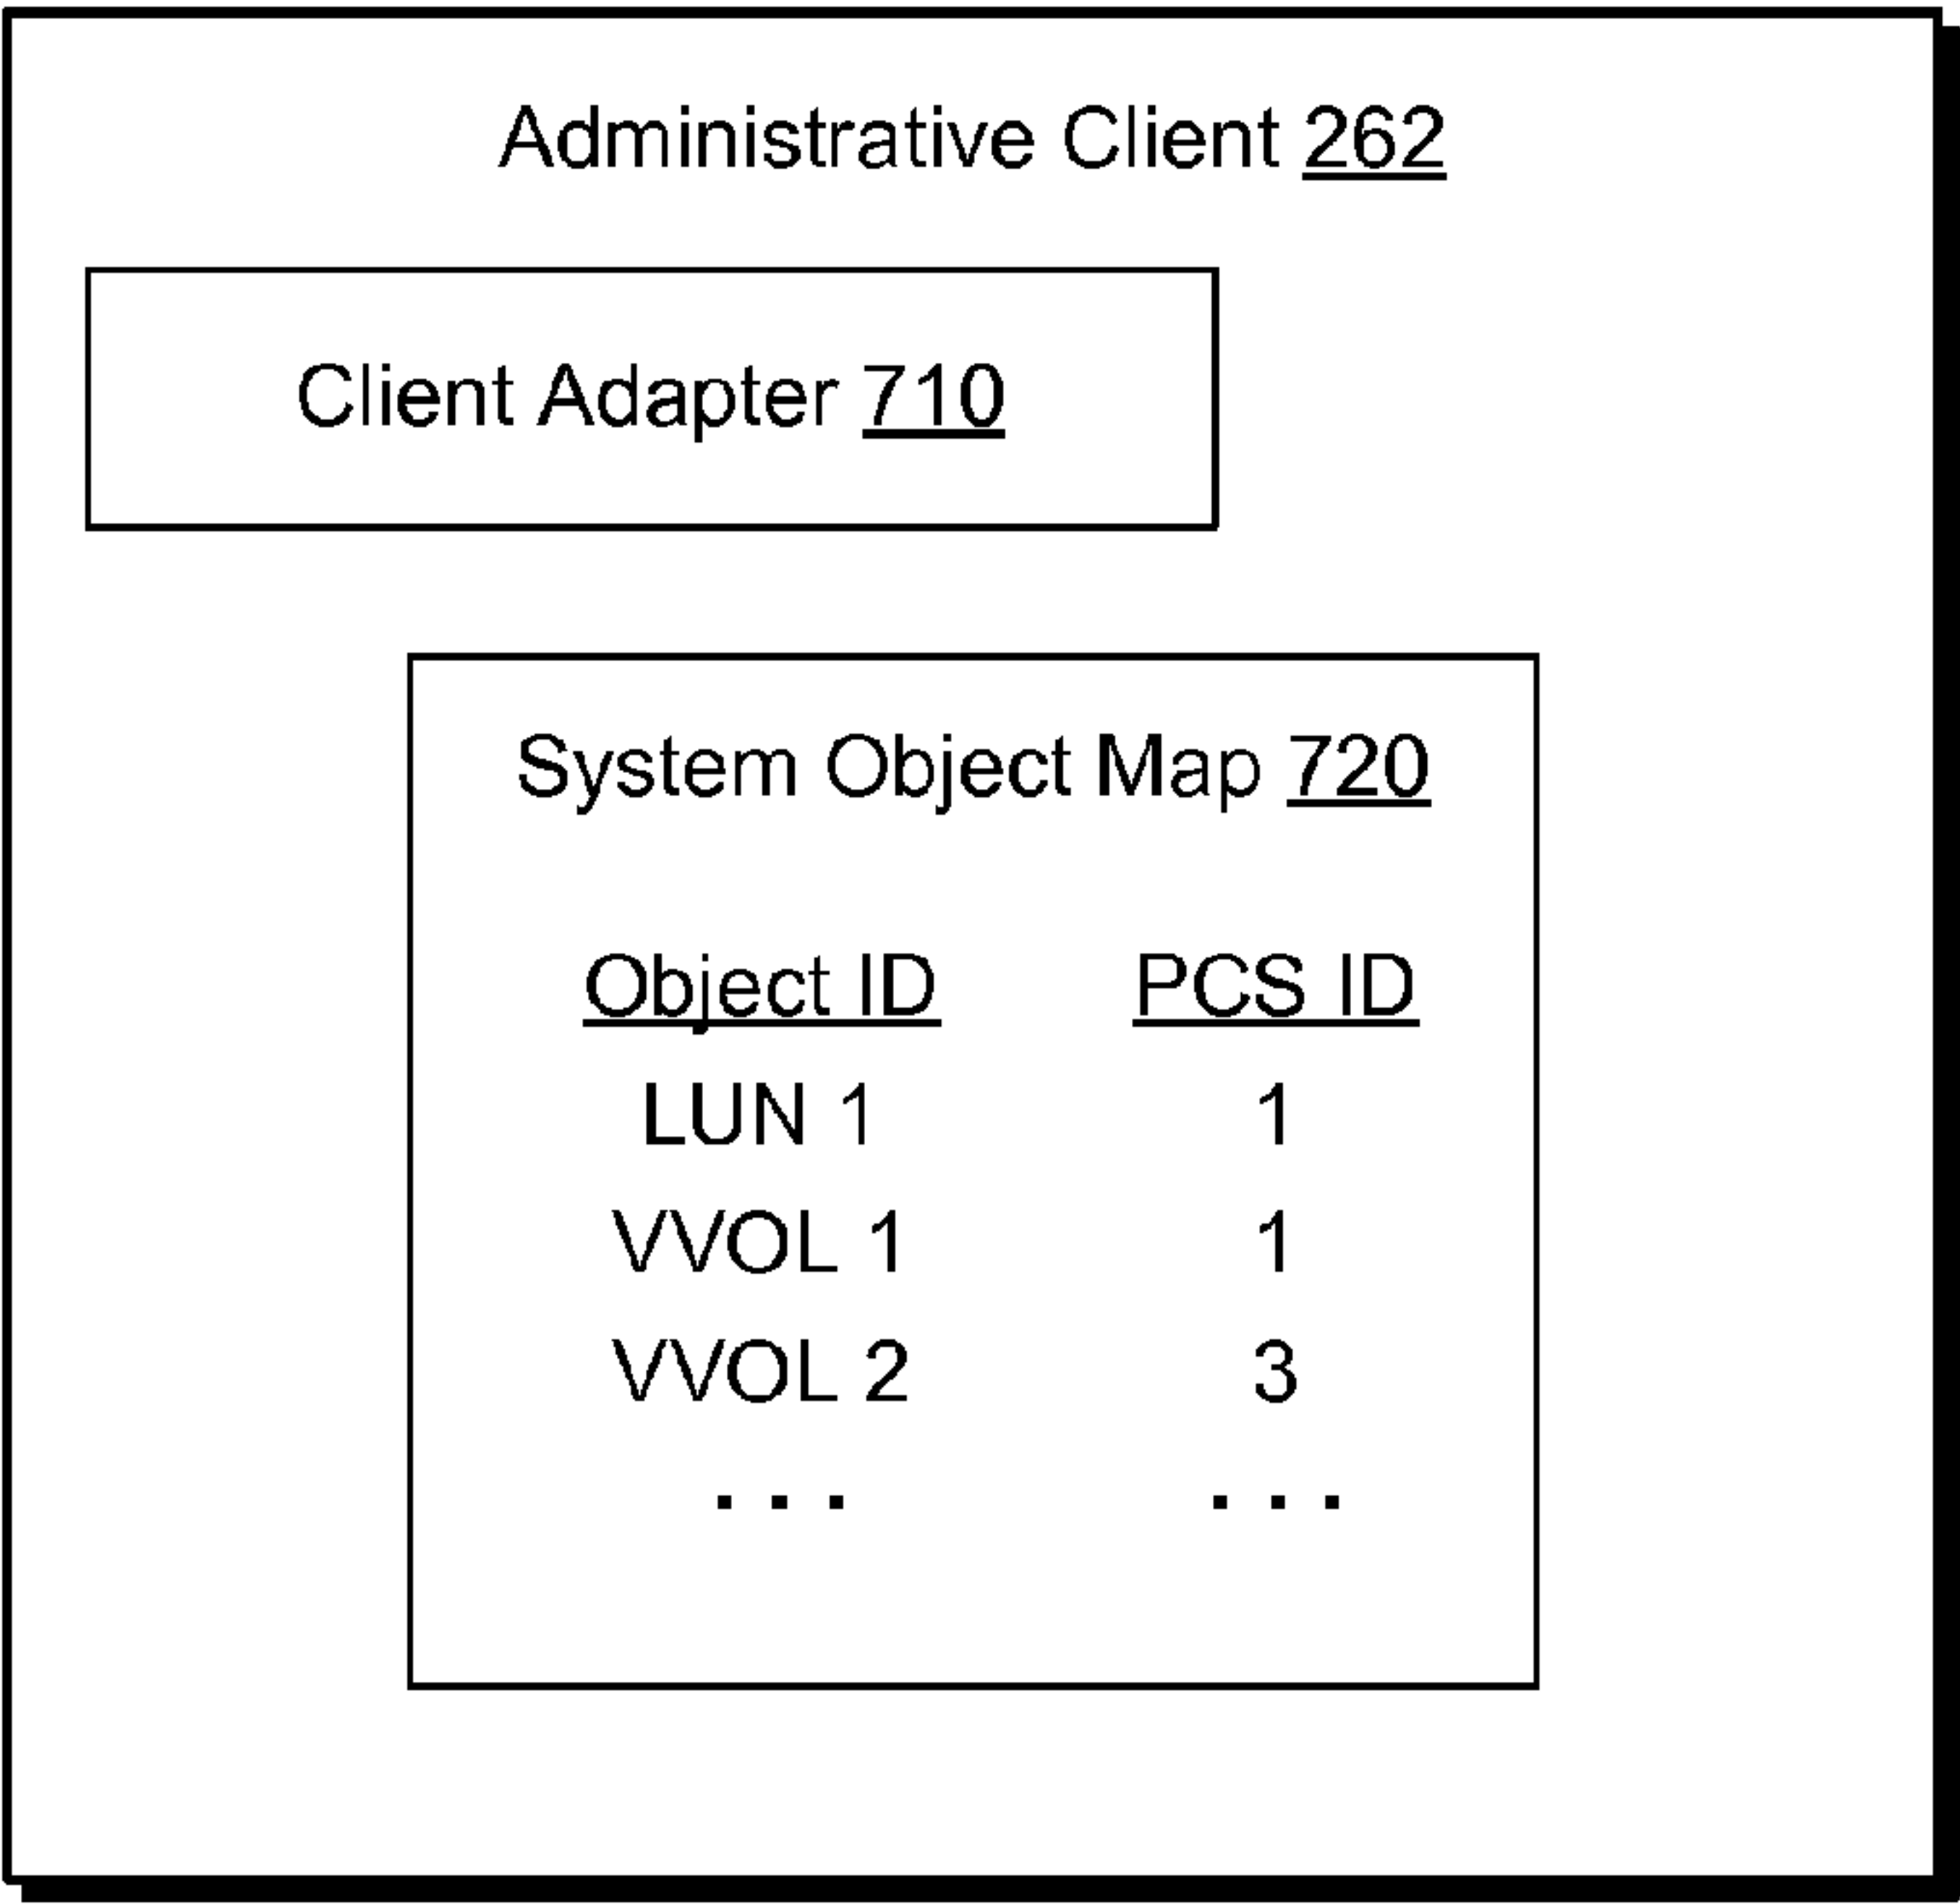 Administrative Client 262
Client Adapter 710
System Object Map 720
Object ID PCS ID
LUN 1 1
VVOL 1 1
VVOL 2 3
. . . . . .